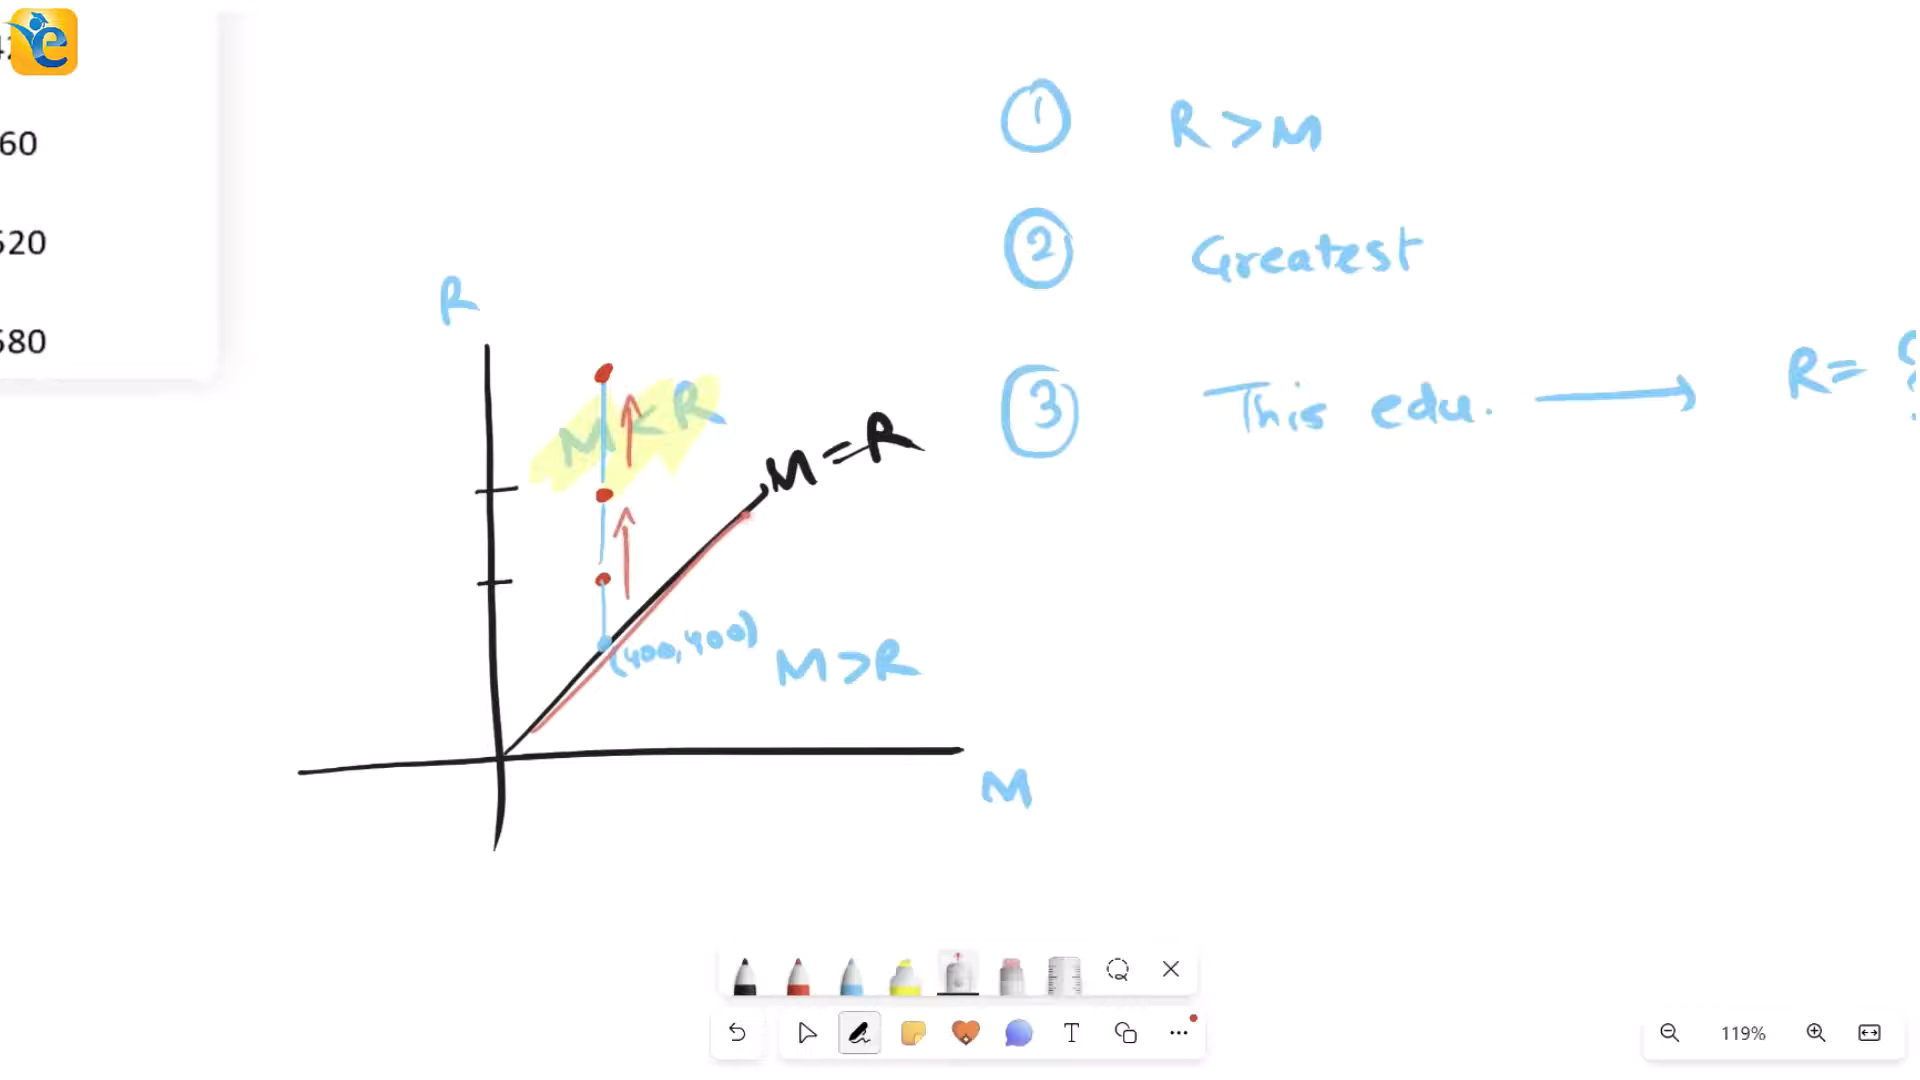 60
520
580
① R > M
② Greatest
③ This edu. → R =
R
M < R
M = R
(400,400)
M > R
M
T
119%